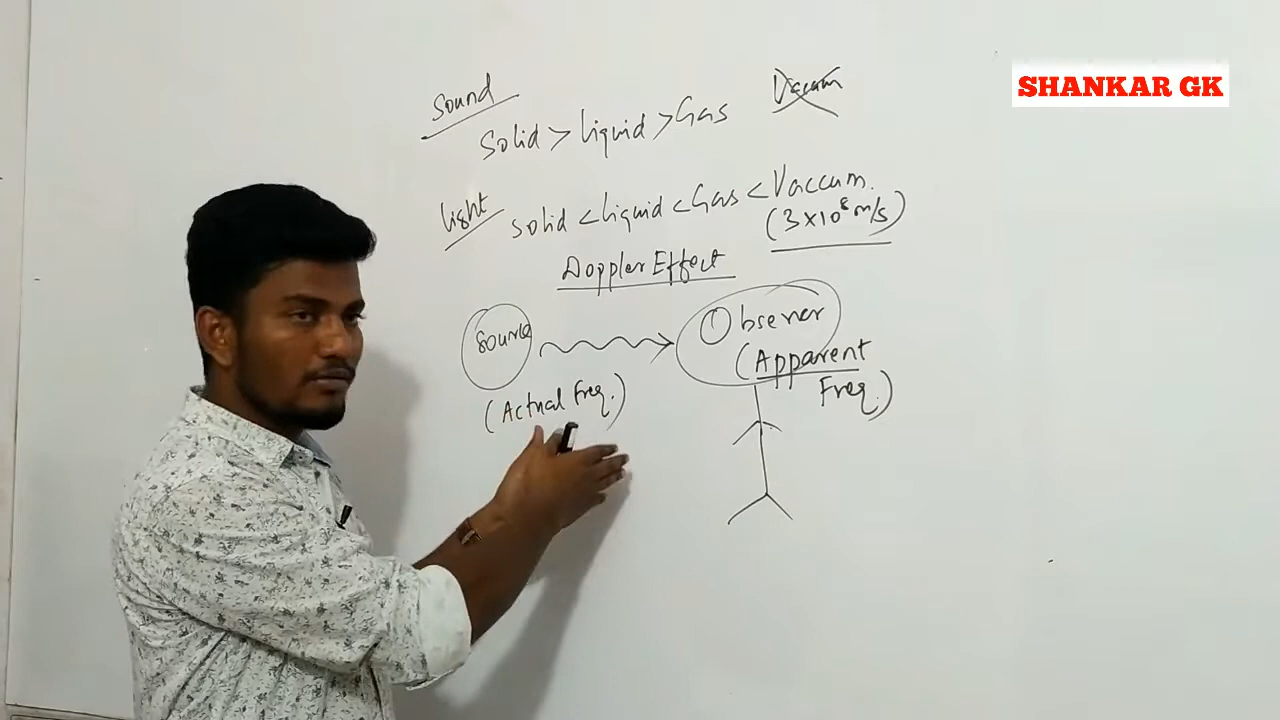 SHANKAR GK
Sound
Solid > Liquid > Gas Vaccum
Light
Solid < Liquid < Gas < Vaccum.
(3×10⁸ m/s)
Doppler Effect
Source
Observer
(Actual Freq.)
(Apparent
Freq.)